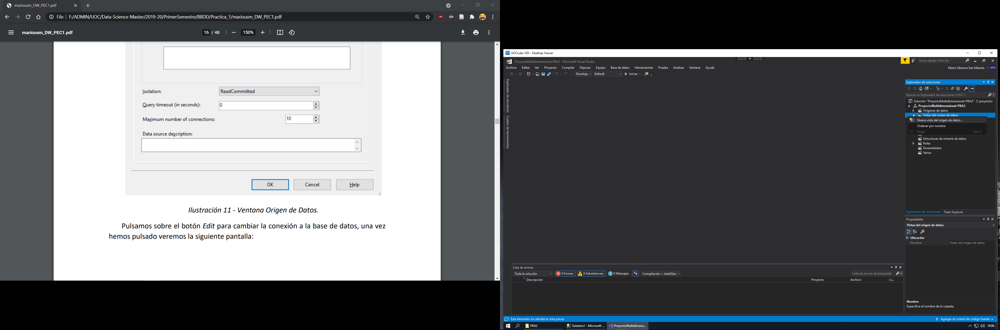 mariousm_DW_PEC1.pdf
File
F:/ADMIN/UOC/Data-Science-Master/2019-20/PrimerSemestre/BBDD/Practica_1/mariousm_DW_PEC1.pdf
mariousm_DW_PEC1.pdf
16 / 48
150%
Isolation:
ReadCommitted
Query timeout (in seconds):
0
Maximum number of connections:
10
Data source description:
OK
Cancel
Help
Ilustración 11 - Ventana Origen de Datos.
Pulsamos sobre el botón Edit para cambiar la conexión a la base de datos, una vez
hemos pulsado veremos la siguiente pantalla:
UOCLabs VDI - Desktop Viewer
ProyectoMultidimensional-PRA3 - Microsoft Visual Studio
Inicio rápido (Ctrl+Q)
Archivo Editar Ver Proyecto Compilar Depurar Equipo Base de datos Herramientas Prueba Analizar Ventana Ayuda
Mario Ubierna San Mamés
MM
Develop
Default
Iniciar
Explorador de servidores
Cuadro de herramientas
Explorador de soluciones
Buscar en Explorador de soluciones (Ctrl+¨)
Solución "ProyectoMultidimensional-PRA3" (1 proyecto)
ProyectoMultidimensional-PRA3
Orígenes de datos
Vistas del origen de datos
Nueva vista del origen de datos...
Ordenar por nombre
Pegar Ctrl+V
Estructuras de minería de datos
Roles
Ensamblados
Varios
Explorador de soluciones Team Explorer
Propiedades
Vistas del origen de datos
Ubicación
Nombre Vistas del origen de datos
Nombre
Especifica el nombre de la carpeta.
Lista de errores
Toda la solución
0 Errores
0 Advertencias
0 Mensajes
Compilación + IntelliSen
Lista de errores de búsqueda
Descripción
Proyecto
Archivo
Lí...
Este elemento no admite la vista previa
Agregar al control de código fuente
PRA3
Solution1 - Microsoft ...
ProyectoMultidimens...
19:06